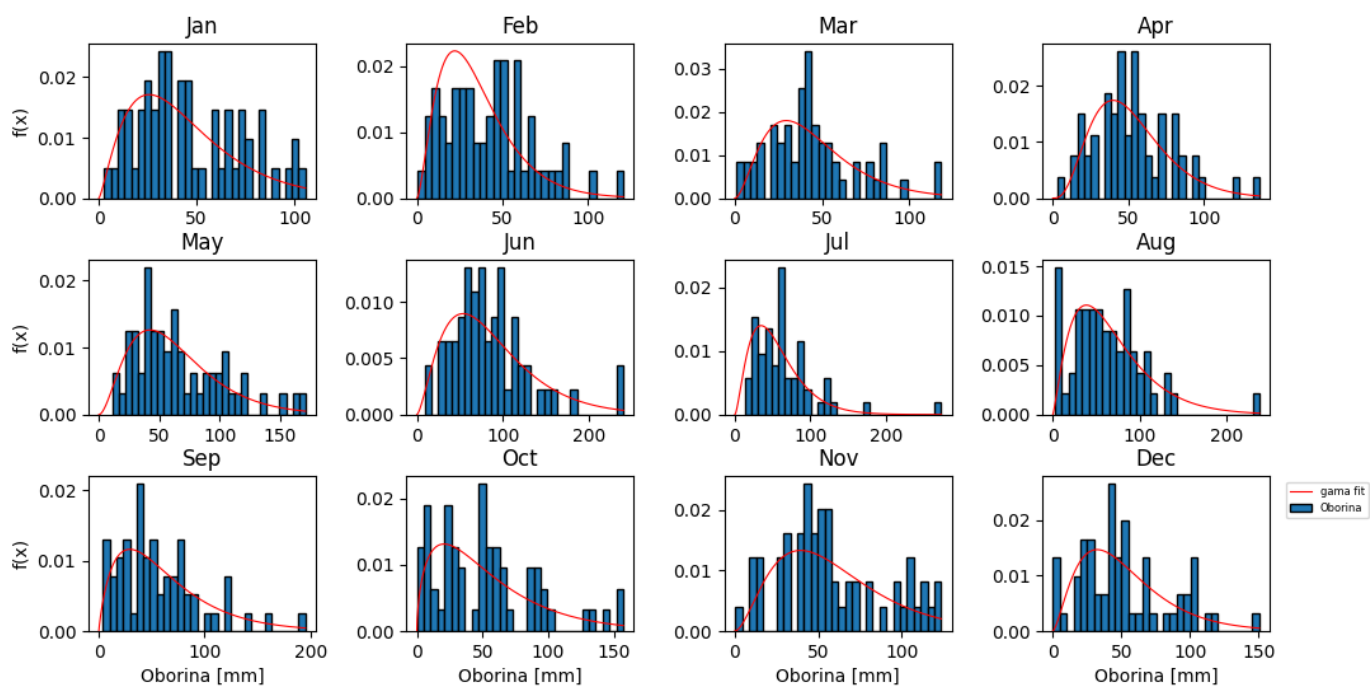 Jan Feb Mar Apr
f(x)
0.02 0.02 0.03 0.02
0.01 0.01 0.02 0.01
0.01
0.00 0.00 0.00 0.00
0 50 100 0 50 100 0 50 100 0 50 100
May Jun Jul Aug
f(x)
0.02 0.010 0.02 0.015
0.01 0.005 0.01 0.010
0.005
0.00 0.000 0.00 0.000
0 50 100 150 0 100 200 0 100 200 0 100 200
Sep Oct Nov Dec
f(x)
0.02 0.02 0.02 0.02
0.01 0.01 0.01 0.01
0.00 0.00 0.00 0.00
0 100 200 0 50 100 150 0 50 100 0 50 100 150
Oborina [mm] Oborina [mm] Oborina [mm] Oborina [mm]
gama fit
Oborina